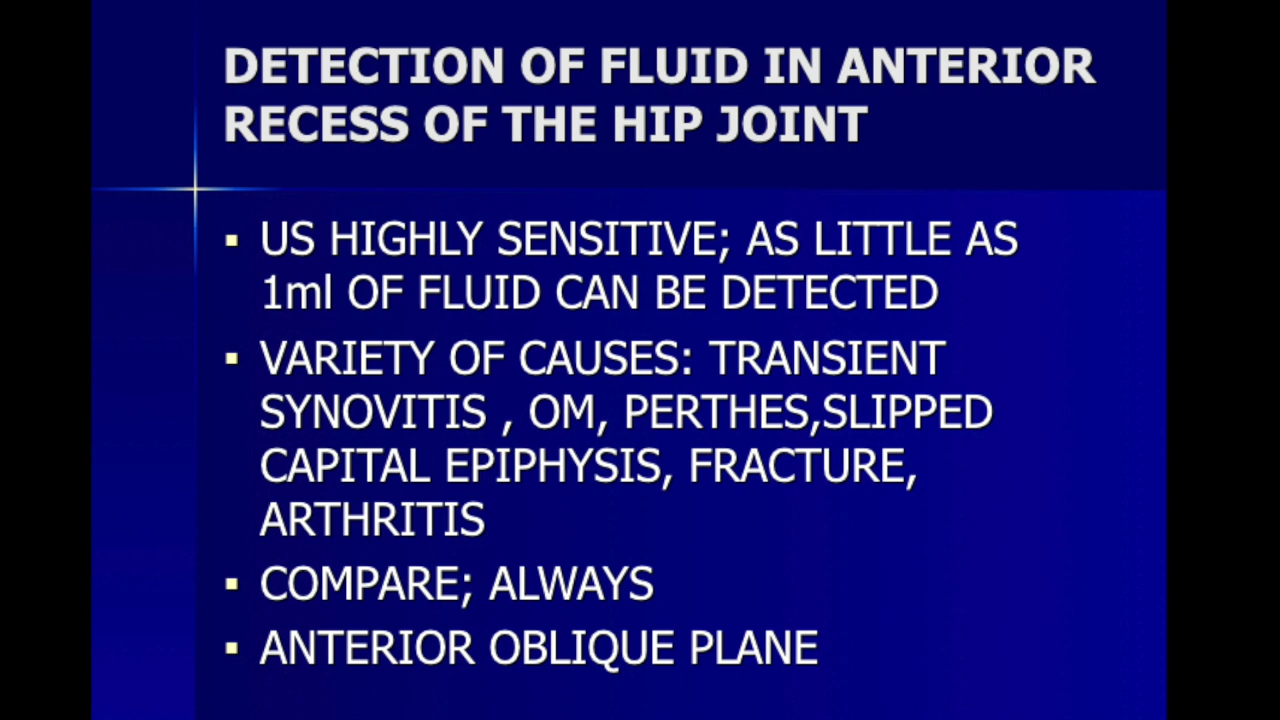 DETECTION OF FLUID IN ANTERIOR
RECESS OF THE HIP JOINT
▪ US HIGHLY SENSITIVE; AS LITTLE AS
1ml OF FLUID CAN BE DETECTED
▪ VARIETY OF CAUSES: TRANSIENT
SYNOVITIS , OM, PERTHES,SLIPPED
CAPITAL EPIPHYSIS, FRACTURE,
ARTHRITIS
▪ COMPARE; ALWAYS
▪ ANTERIOR OBLIQUE PLANE